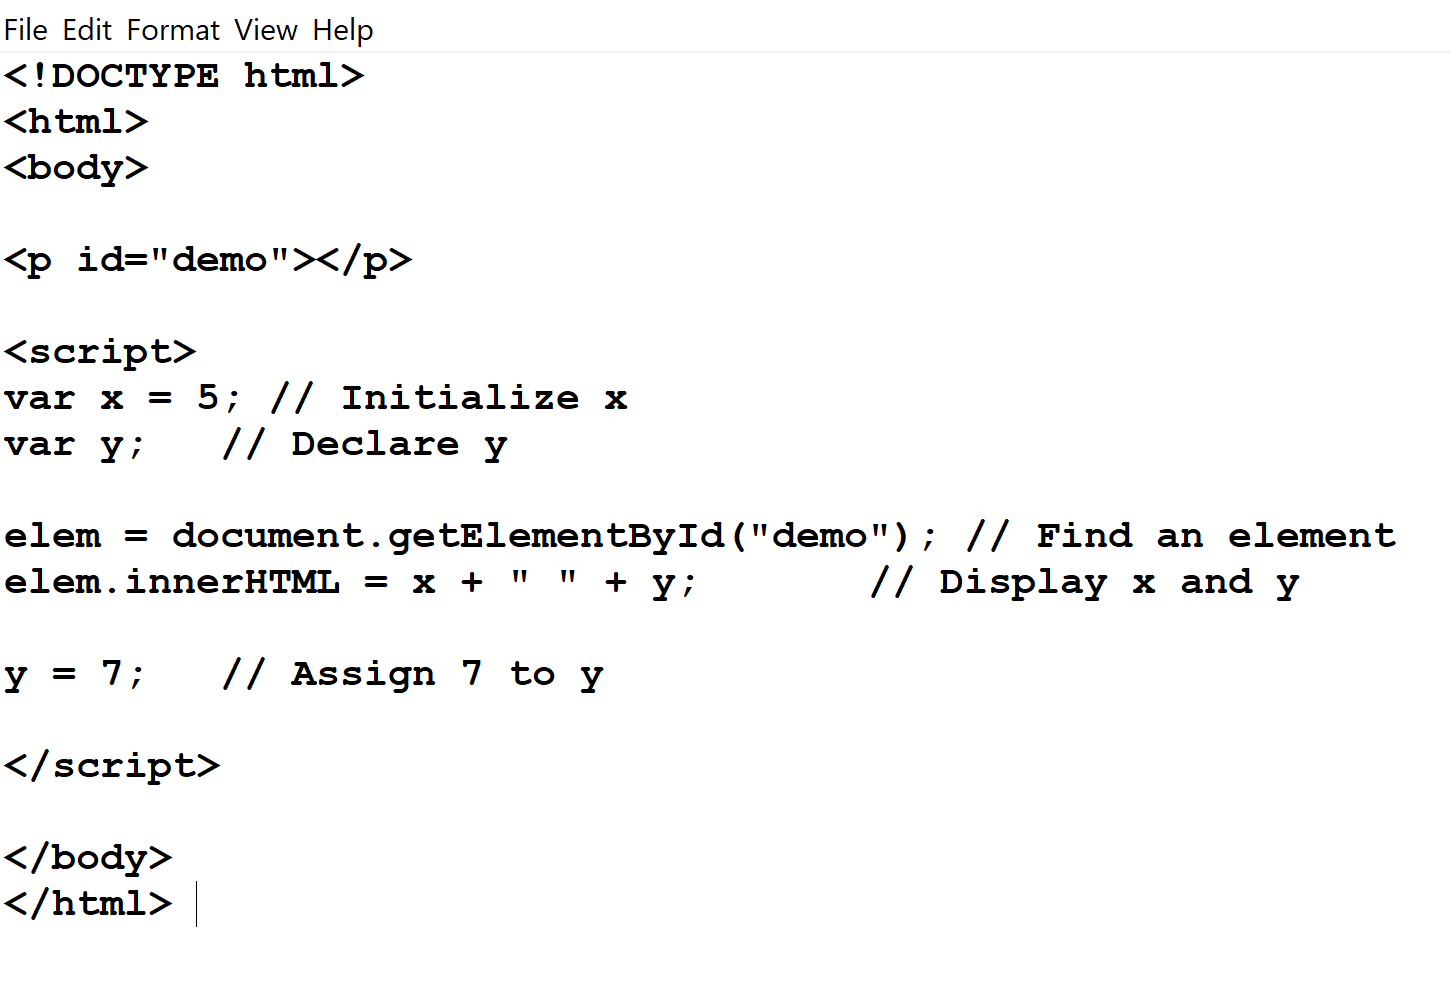 File Edit Format View Help
<!DOCTYPE html>
<html>
<body>
<p id="demo"></p>
<script>
var x = 5; // Initialize x
var y;   // Declare y
elem = document.getElementById("demo"); // Find an element
elem.innerHTML = x + " " + y;       // Display x and y
y = 7;   // Assign 7 to y
</script>
</body>
</html>